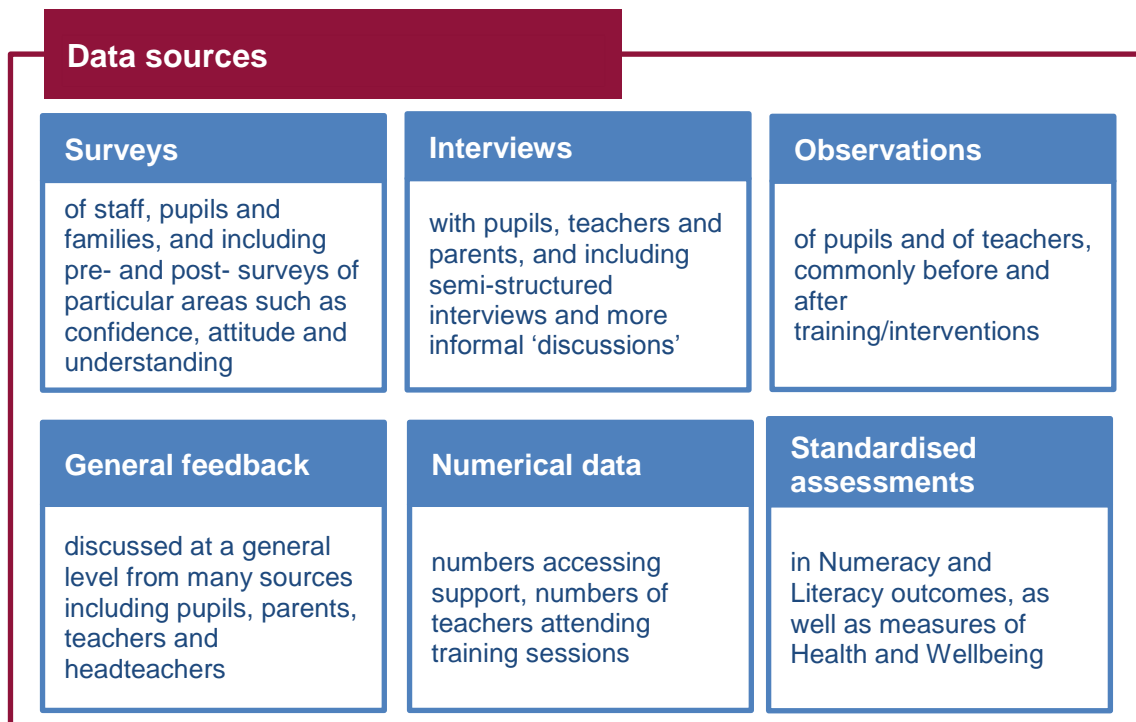 Data sources
Surveys
of staff, pupils and
families, and including
pre- and post- surveys of
particular areas such as
confidence, attitude and
understanding
Interviews
with pupils, teachers and
parents, and including
semi-structured
interviews and more
informal ‘discussions’
Observations
of pupils and of teachers,
commonly before and
after
training/interventions
General feedback
discussed at a general
level from many sources
including pupils, parents,
teachers and
headteachers
Numerical data
numbers accessing
support, numbers of
teachers attending
training sessions
Standardised
assessments
in Numeracy and
Literacy outcomes, as
well as measures of
Health and Wellbeing